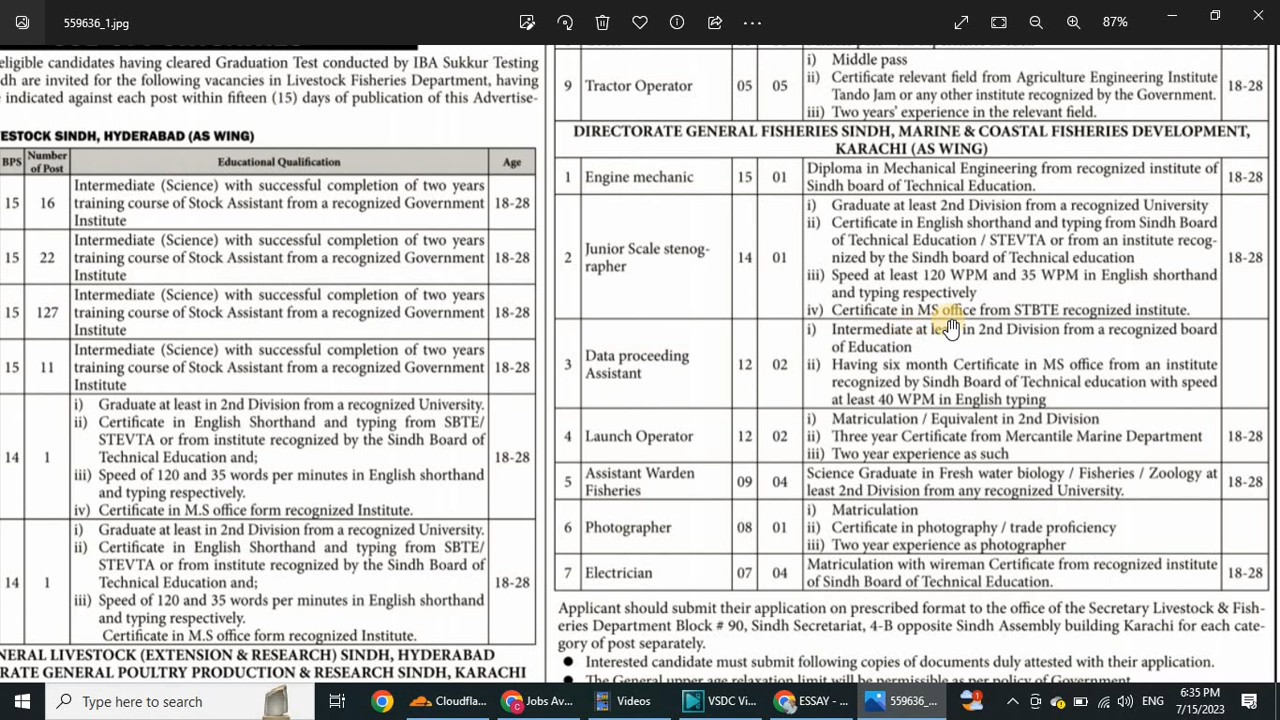 559636_1.jpg
87%
eligible candidates having cleared Graduation Test conducted by IBA Sukkur Testing
dh are invited for the following vacancies in Livestock Fisheries Department, having
indicated against each post within fifteen (15) days of publication of this Advertise-
ESTOCK SINDH, HYDERABAD (AS WING)
BPS Number of Post Educational Qualification Age
15 16 Intermediate (Science) with successful completion of two years
training course of Stock Assistant from a recognized Government
Institute 18-28
15 22 Intermediate (Science) with successful completion of two years
training course of Stock Assistant from a recognized Government
Institute 18-28
15 127 Intermediate (Science) with successful completion of two years
training course of Stock Assistant from a recognized Government
Institute 18-28
15 11 Intermediate (Science) with successful completion of two years
training course of Stock Assistant from a recognized Government
Institute 18-28
i) Graduate at least in 2nd Division from a recognized University.
ii) Certificate in English Shorthand and typing from SBTE/
STEVTA or from institute recognized by the Sindh Board of
14 1 Technical Education and; 18-28
iii) Speed of 120 and 35 words per minutes in English shorthand
and typing respectively.
iv) Certificate in M.S office form recognized Institute.
i) Graduate at least in 2nd Division from a recognized University.
ii) Certificate in English Shorthand and typing from SBTE/
STEVTA or from institute recognized by the Sindh Board of
14 1 Technical Education and; 18-28
iii) Speed of 120 and 35 words per minutes in English shorthand
and typing respectively.
Certificate in M.S office form recognized Institute.
NERAL LIVESTOCK (EXTENSION & RESEARCH) SINDH, HYDERABAD
RATE GENERAL POULTRY PRODUCTION & RESEARCH SINDH, KARACHI
i) Middle pass
9 Tractor Operator 05 05 ii) Certificate relevant field from Agriculture Engineering Institute
Tando Jam or any other institute recognized by the Government. 18-28
iii) Two years' experience in the relevant field.
DIRECTORATE GENERAL FISHERIES SINDH, MARINE & COASTAL FISHERIES DEVELOPMENT,
KARACHI (AS WING)
1 Engine mechanic 15 01 Diploma in Mechanical Engineering from recognized institute of
Sindh board of Technical Education. 18-28
i) Graduate at least 2nd Division from a recognized University
ii) Certificate in English shorthand and typing from Sindh Board
of Technical Education / STEVTA or from an institute recog-
2 Junior Scale stenog-
rapher 14 01 nized by the Sindh board of Technical education 18-28
iii) Speed at least 120 WPM and 35 WPM in English shorthand
and typing respectively
iv) Certificate in MS office from STBTE recognized institute.
i) Intermediate at least in 2nd Division from a recognized board
of Education
3 Data proceeding
Assistant 12 02 ii) Having six month Certificate in MS office from an institute
recognized by Sindh Board of Technical education with speed
at least 40 WPM in English typing
i) Matriculation / Equivalent in 2nd Division
4 Launch Operator 12 02 ii) Three year Certificate from Mercantile Marine Department 18-28
iii) Two year experience as such
5 Assistant Warden
Fisheries 09 04 Science Graduate in Fresh water biology / Fisheries / Zoology at
least 2nd Division from any recognized University. 18-28
i) Matriculation
6 Photographer 08 01 ii) Certificate in photography / trade proficiency
iii) Two year experience as photographer
7 Electrician 07 04 Matriculation with wireman Certificate from recognized institute
of Sindh Board of Technical Education. 18-28
Applicant should submit their application on prescribed format to the office of the Secretary Livestock & Fish-
eries Department Block # 90, Sindh Secretariat, 4-B opposite Sindh Assembly building Karachi for each cate-
gory of post separately.
● Interested candidate must submit following copies of documents duly attested with their application.
● The General upper age relaxation limit will be permissible as per policy of Government
Type here to search
Cloudfla...
Jobs Av...
Videos
VSDC Vi...
ESSAY - ...
559636_...
1
ENG
6:35 PM
7/15/2023
2